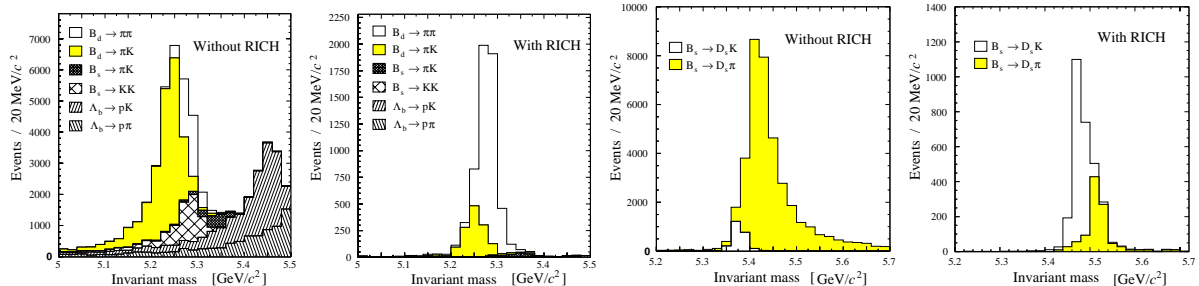 Without RICH
B_d → ππ
B_d → πK
B_s → πK
B_s → KK
Λ_b → pK
Λ_b → pπ
7000
6000
5000
4000
3000
2000
1000
0
Events / 20 MeV/c²
5 5.1 5.2 5.3 5.4 5.5
Invariant mass [GeV/c²]
With RICH
B_d → ππ
B_d → πK
B_s → πK
B_s → KK
Λ_b → pK
Λ_b → pπ
2250
2000
1750
1500
1250
1000
750
500
250
0
Events / 20 MeV/c²
5 5.1 5.2 5.3 5.4 5.5
Invariant mass [GeV/c²]
Without RICH
B_s → D_sK
B_s → D_sπ
10000
8000
6000
4000
2000
0
Events / 20 MeV/c²
5.2 5.3 5.4 5.5 5.6 5.7
Invariant mass [GeV/c²]
With RICH
B_s → D_sK
B_s → D_sπ
1400
1200
1000
800
600
400
200
0
Events / 20 MeV/c²
5.2 5.3 5.4 5.5 5.6 5.7
Invariant mass [GeV/c²]